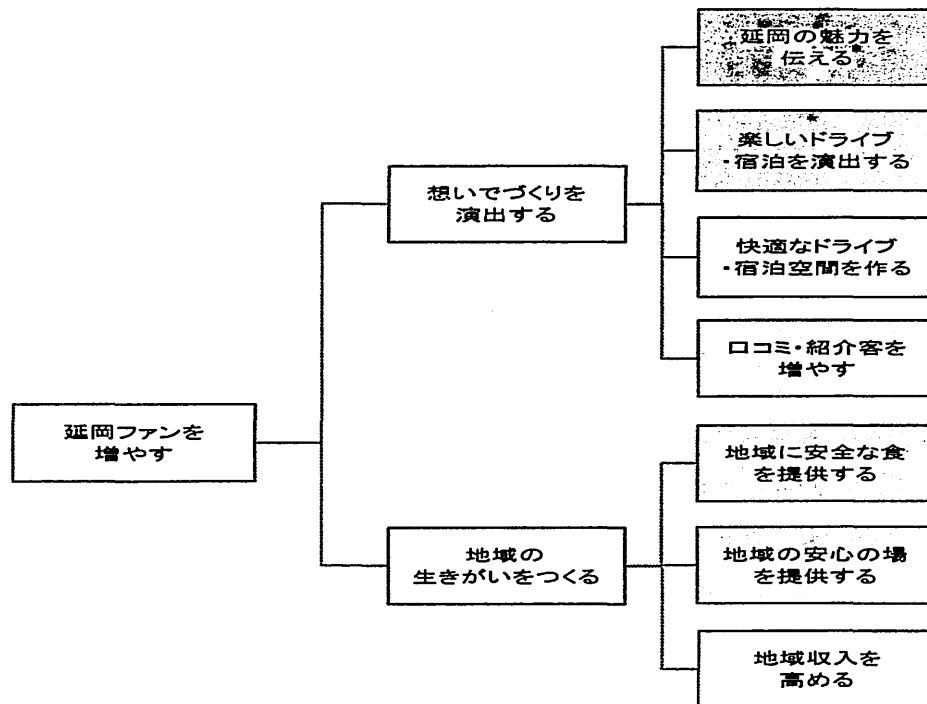 延岡の魅力を
伝える
楽しいドライブ
・宿泊を演出する
想いでづくりを
演出する
快適なドライブ
・宿泊空間を作る
口コミ・紹介客を
増やす
延岡ファンを
増やす
地域に安全な食
を提供する
地域の
生きがいをつくる
地域の安心の場
を提供する
地域収入を
高める